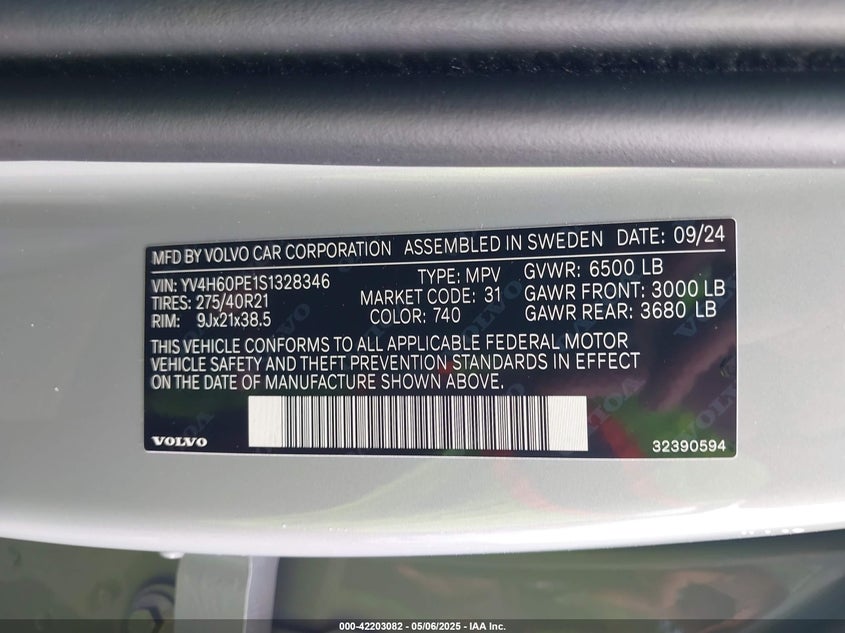 MFD BY VOLVO CAR CORPORATION ASSEMBLED IN SWEDEN DATE: 09/24
VIN: YV4H60PE1S1328346 TYPE: MPV GVWR: 6500 LB
TIRES: 275/40R21 MARKET CODE: 31 GAWR FRONT: 3000 LB
RIM: 9Jx21x38.5 COLOR: 740 GAWR REAR: 3680 LB
THIS VEHICLE CONFORMS TO ALL APPLICABLE FEDERAL MOTOR
VEHICLE SAFETY AND THEFT PREVENTION STANDARDS IN EFFECT
ON THE DATE OF MANUFACTURE SHOWN ABOVE.
VOLVO 32390594
000-42203082 - 05/06/2025 - IAA Inc.